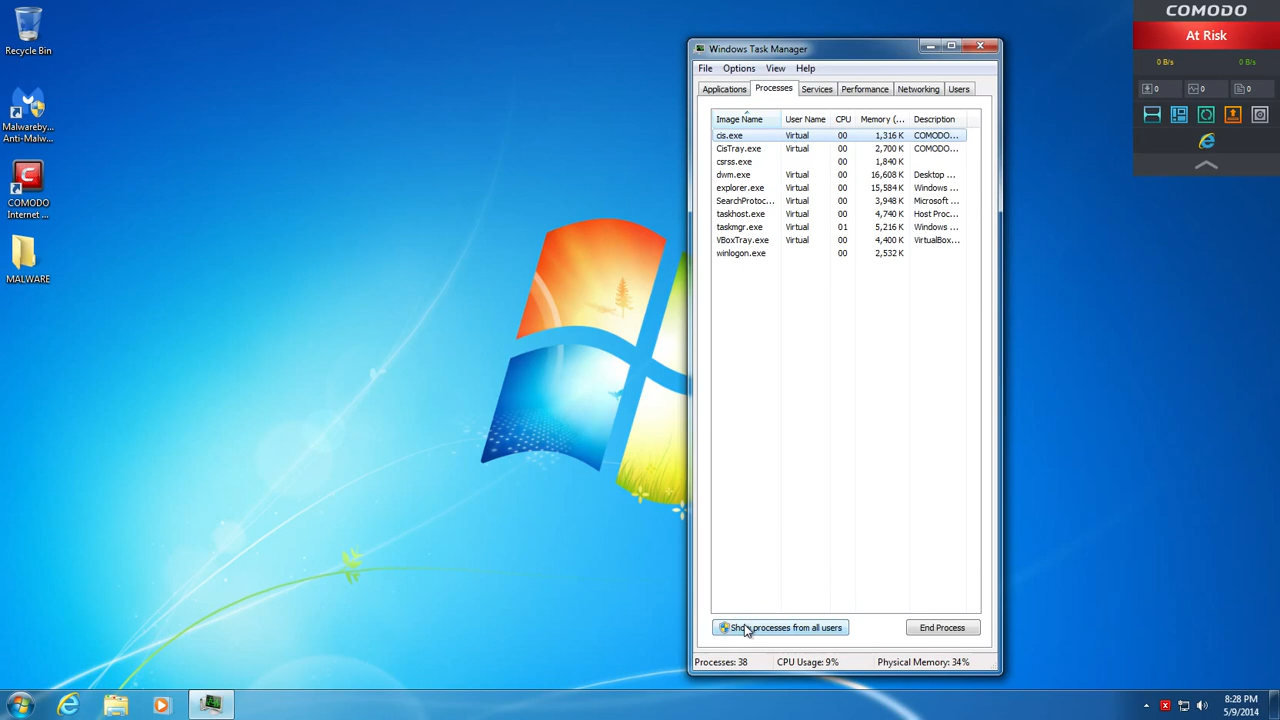 Recycle Bin
Malwareby...
Anti-Malw...
COMODO
Internet ...
MALWARE
Windows Task Manager
File Options View Help
Applications Processes Services Performance Networking Users
Image Name User Name CPU Memory (... Description
cis.exe Virtual 00 1,316 K COMODO...
CisTray.exe Virtual 00 2,700 K COMODO...
csrss.exe 00 1,840 K
dwm.exe Virtual 00 16,608 K Desktop ...
explorer.exe Virtual 00 15,584 K Windows ...
SearchProtoc... Virtual 00 3,948 K Microsoft ...
taskhost.exe Virtual 00 4,740 K Host Proc...
taskmgr.exe Virtual 01 5,216 K Windows ...
VBoxTray.exe Virtual 00 4,400 K VirtualBox...
winlogon.exe 00 2,532 K
Show processes from all users End Process
Processes: 38 CPU Usage: 9% Physical Memory: 34%
COMODO
At Risk
0 B/s 0 B/s
0 0 0
8:28 PM
5/9/2014